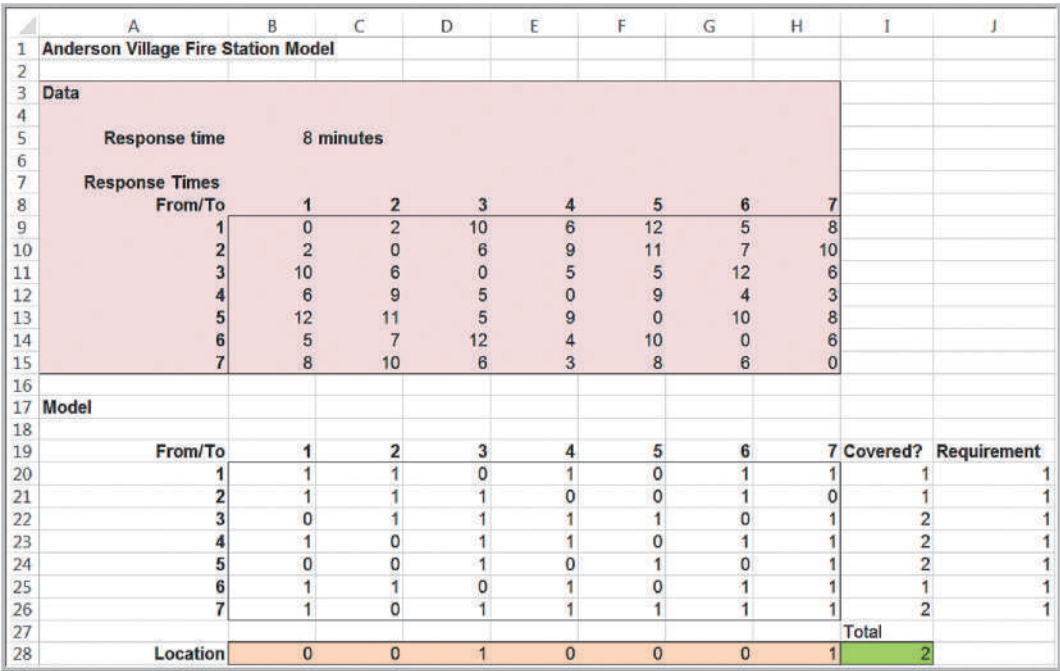 A B C D E F G H I J
1 Anderson Village Fire Station Model
2
3 Data
4
5 Response time 8 minutes
6
7 Response Times
8 From/To 1 2 3 4 5 6 7
9 1 0 2 10 6 12 5 8
10 2 2 0 6 9 11 7 10
11 3 10 6 0 5 5 12 6
12 4 6 9 5 0 9 4 3
13 5 12 11 5 9 0 10 8
14 6 5 7 12 4 10 0 6
15 7 8 10 6 3 8 6 0
16
17 Model
18
19 From/To 1 2 3 4 5 6 7 Covered? Requirement
20 1 1 1 0 1 0 1 1 1 1
21 2 1 1 1 0 0 1 0 1 1
22 3 0 1 1 1 1 0 1 2 1
23 4 1 0 1 1 0 1 1 2 1
24 5 0 0 1 0 1 0 1 2 1
25 6 1 1 0 1 0 1 1 1 1
26 7 1 0 1 1 1 1 1 2 1
27 Total
28 Location 0 0 1 0 0 0 1 2